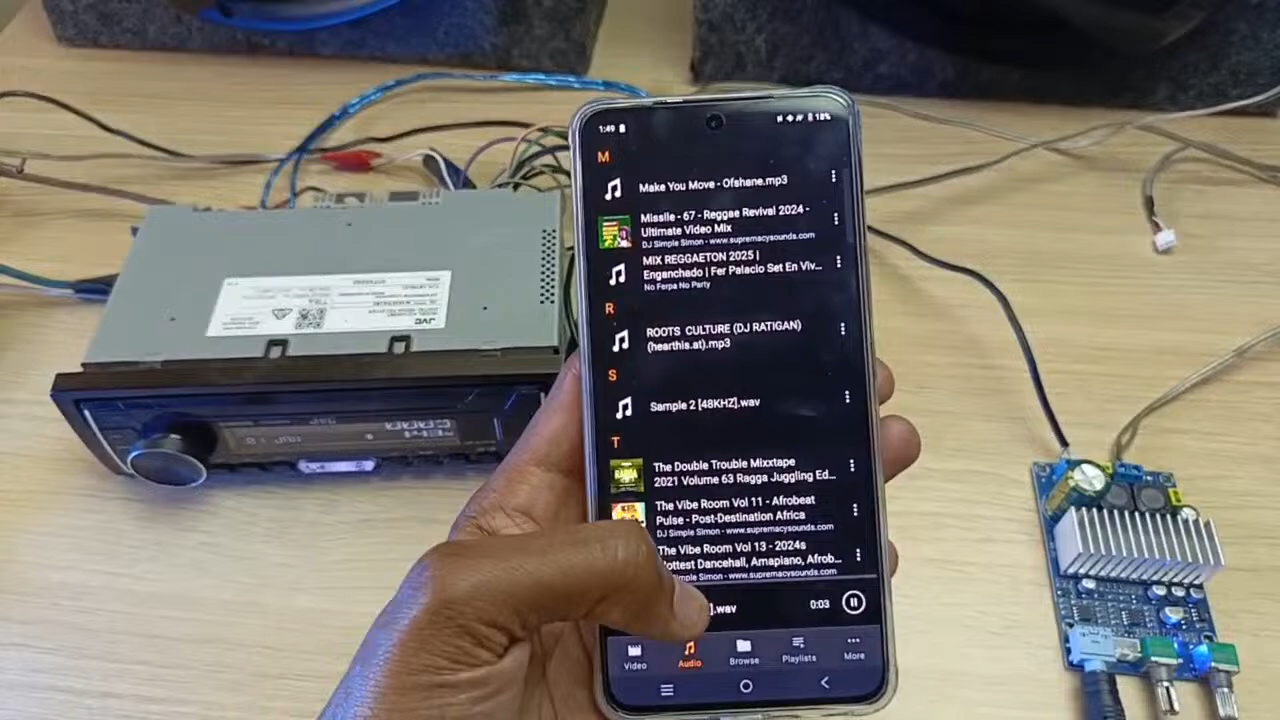 1:49
18%
M
Make You Move - Ofshane.mp3
Missile - 67 - Reggae Revival 2024 -
Ultimate Video Mix
DJ Simple Simon - www.supremacysounds.com
MIX REGGAETON 2025 |
Enganchado | Fer Palacio Set En Viv...
No Ferpa No Party
R
ROOTS CULTURE (DJ RATIGAN)
(hearthis.at).mp3
S
Sample 2 [48KHZ].wav
T
The Double Trouble Mixxtape
2021 Volume 63 Ragga Juggling Ed...
The Vibe Room Vol 11 - Afrobeat
Pulse - Post-Destination Africa
DJ Simple Simon - www.supremacysounds.com
The Vibe Room Vol 13 - 2024s
Hottest Dancehall, Amapiano, Afrob...
Simple Simon - www.supremacysounds.com
].wav
0:03
Video
Audio
Browse
Playlists
More
JVC